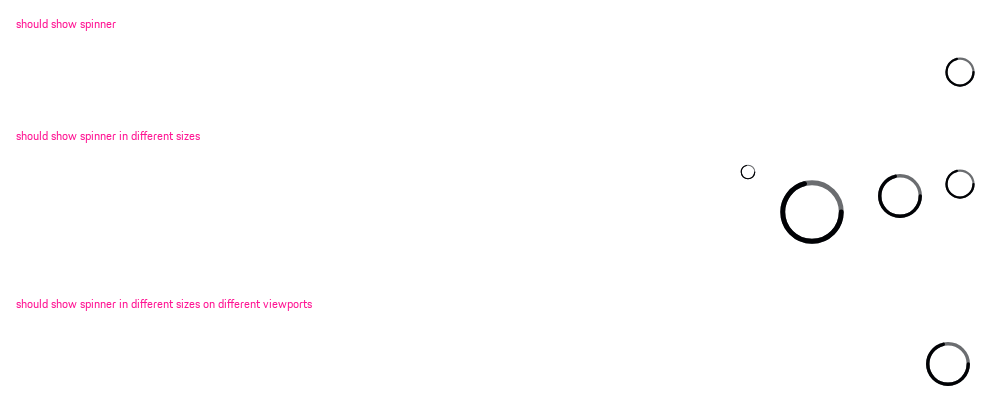 should show spinner
should show spinner in different sizes
should show spinner in different sizes on different viewports